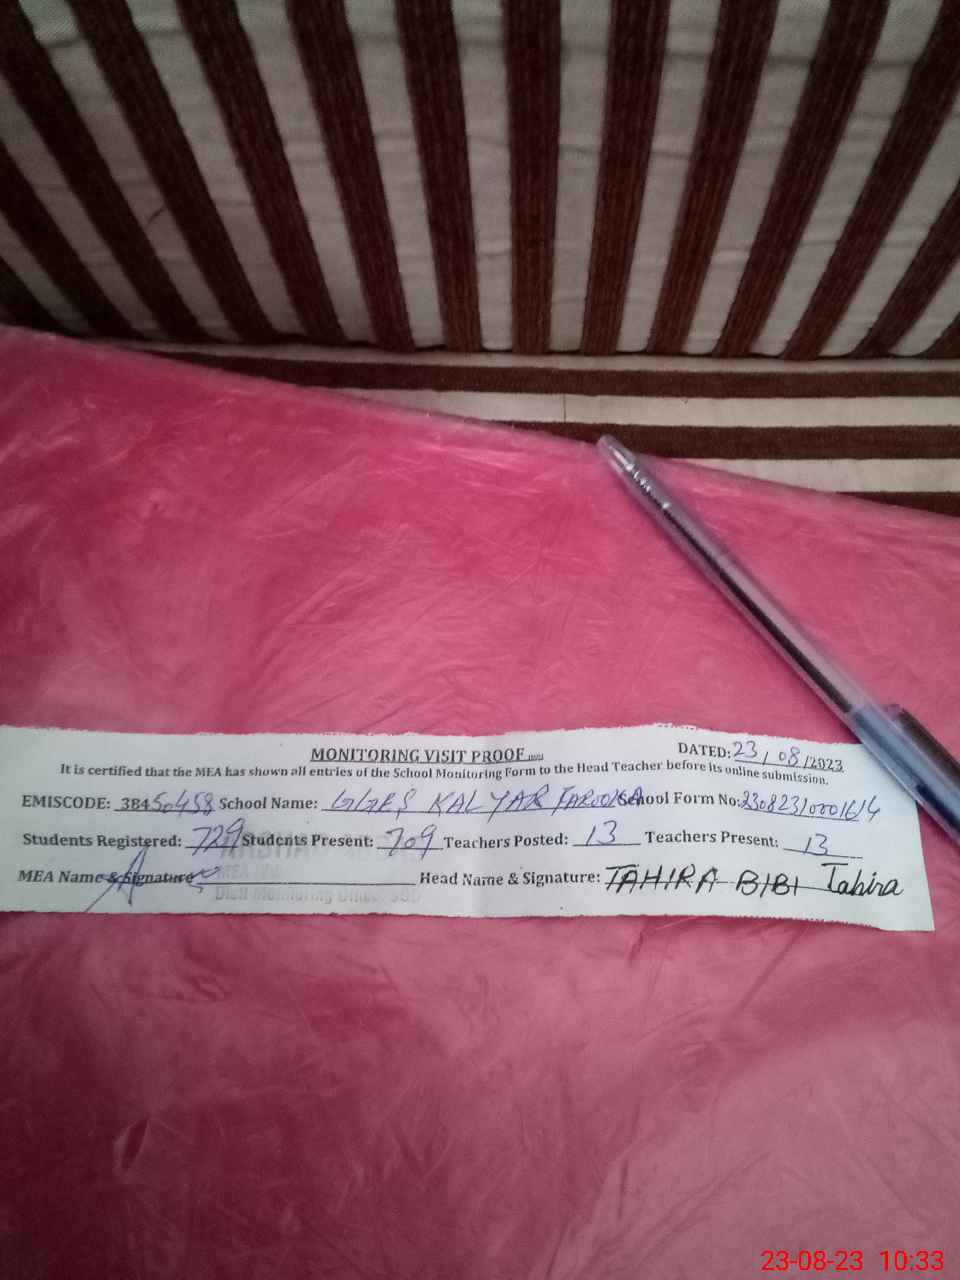 MONITORING VISIT PROOF
DATED: 23/08/2023
It is certified that the MEA has shown all entries of the School Monitoring Form to the Head Teacher before its online submission.
EMISCODE: 38450458 School Name: GGES KALYAR TAROOKA School Form No: 23082310001614
Students Registered: 729 Students Present: 709 Teachers Posted: 13 Teachers Present: 13
MEA Name & Signature Head Name & Signature: TAHIRA BIBI Tahira
23-08-23 10:33